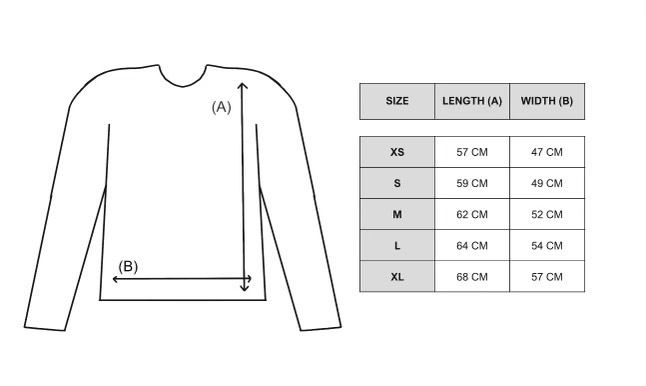 (A)
(B)
SIZE LENGTH (A) WIDTH (B)
XS 57 CM 47 CM
S 59 CM 49 CM
M 62 CM 52 CM
L 64 CM 54 CM
XL 68 CM 57 CM